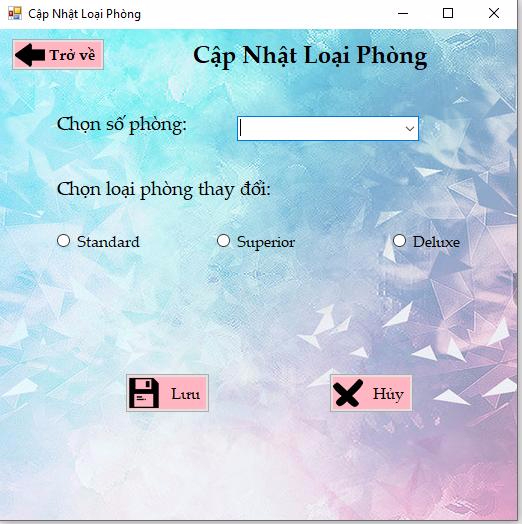 Cập Nhật Loại Phòng
Trở về
Cập Nhật Loại Phòng
Chọn số phòng:
Chọn loại phòng thay đổi:
Standard Superior Deluxe
Lưu Hủy